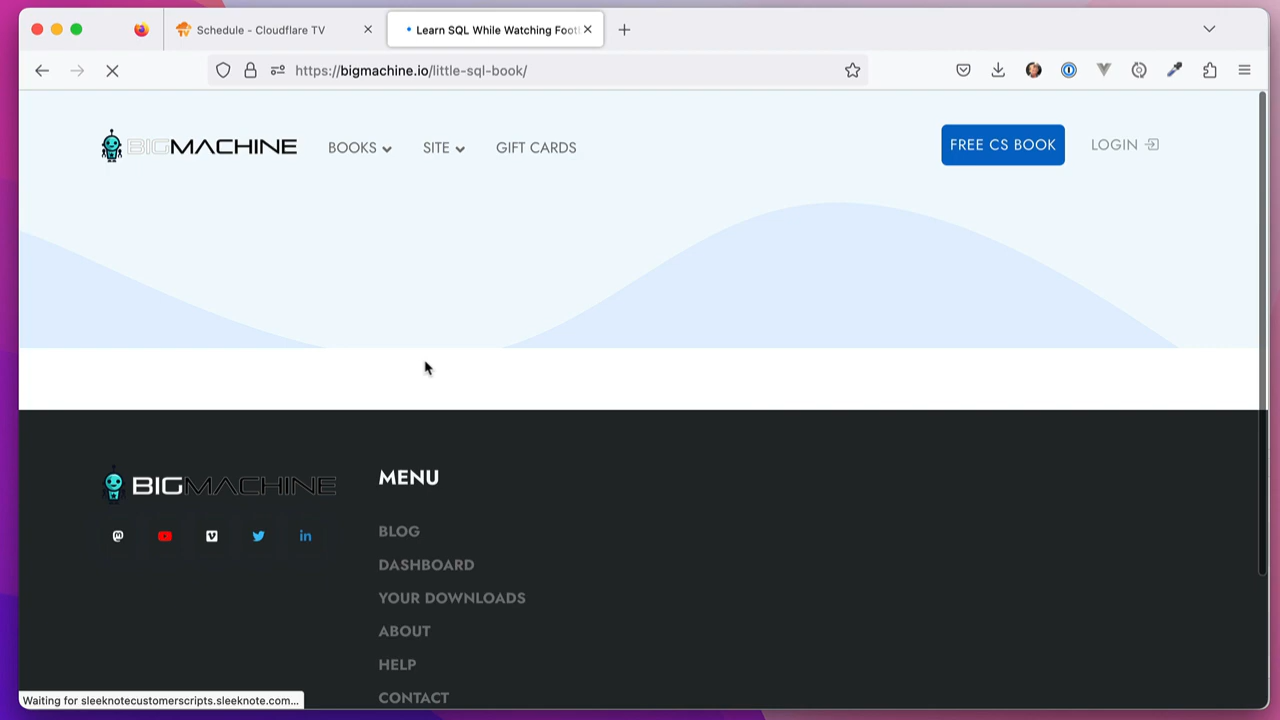 Schedule - Cloudflare TV
Learn SQL While Watching Footb
https://bigmachine.io/little-sql-book/
BIGMACHINE
BOOKS
SITE
GIFT CARDS
FREE CS BOOK
LOGIN
BIGMACHINE
MENU
BLOG
DASHBOARD
YOUR DOWNLOADS
ABOUT
HELP
CONTACT
Waiting for sleeknotecustomerscripts.sleeknote.com...